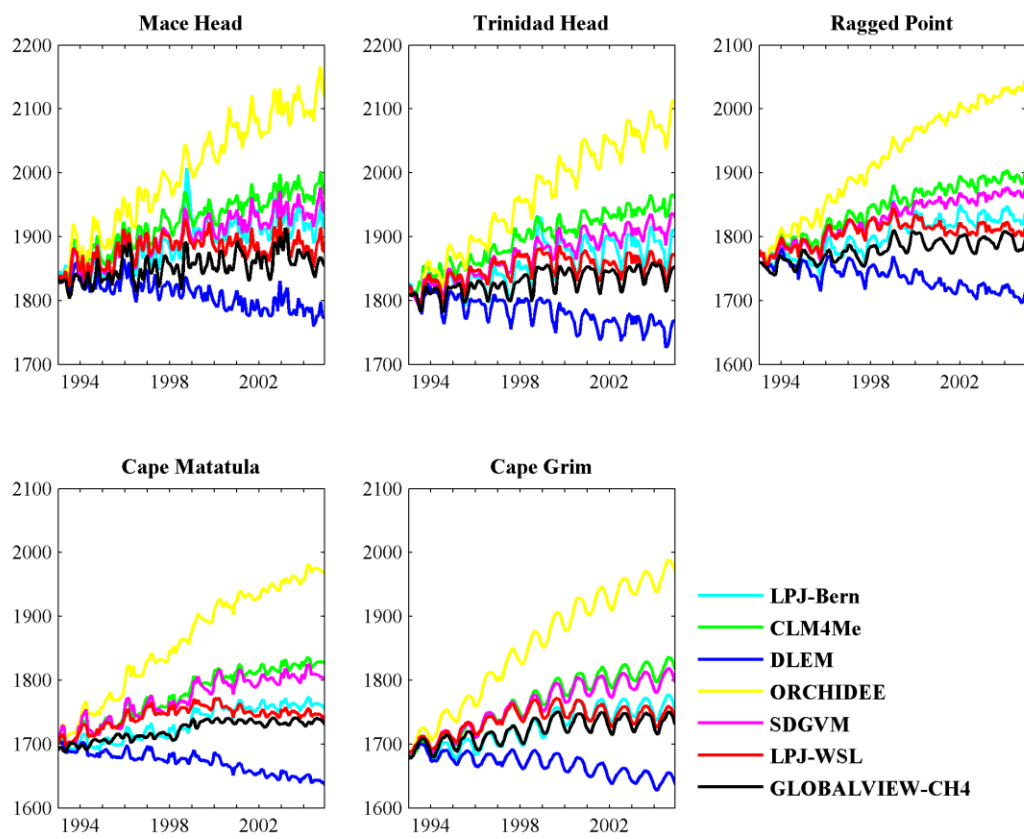 Mace Head
2200
2100
2000
1900
1800
1700
1994 1998 2002
Trinidad Head
2200
2100
2000
1900
1800
1700
1994 1998 2002
Ragged Point
2100
2000
1900
1800
1700
1600
1994 1998 2002
Cape Matatula
2100
2000
1900
1800
1700
1600
1994 1998 2002
Cape Grim
2100
2000
1900
1800
1700
1600
1994 1998 2002
LPJ-Bern
CLM4Me
DLEM
ORCHIDEE
SDGVM
LPJ-WSL
GLOBALVIEW-CH4